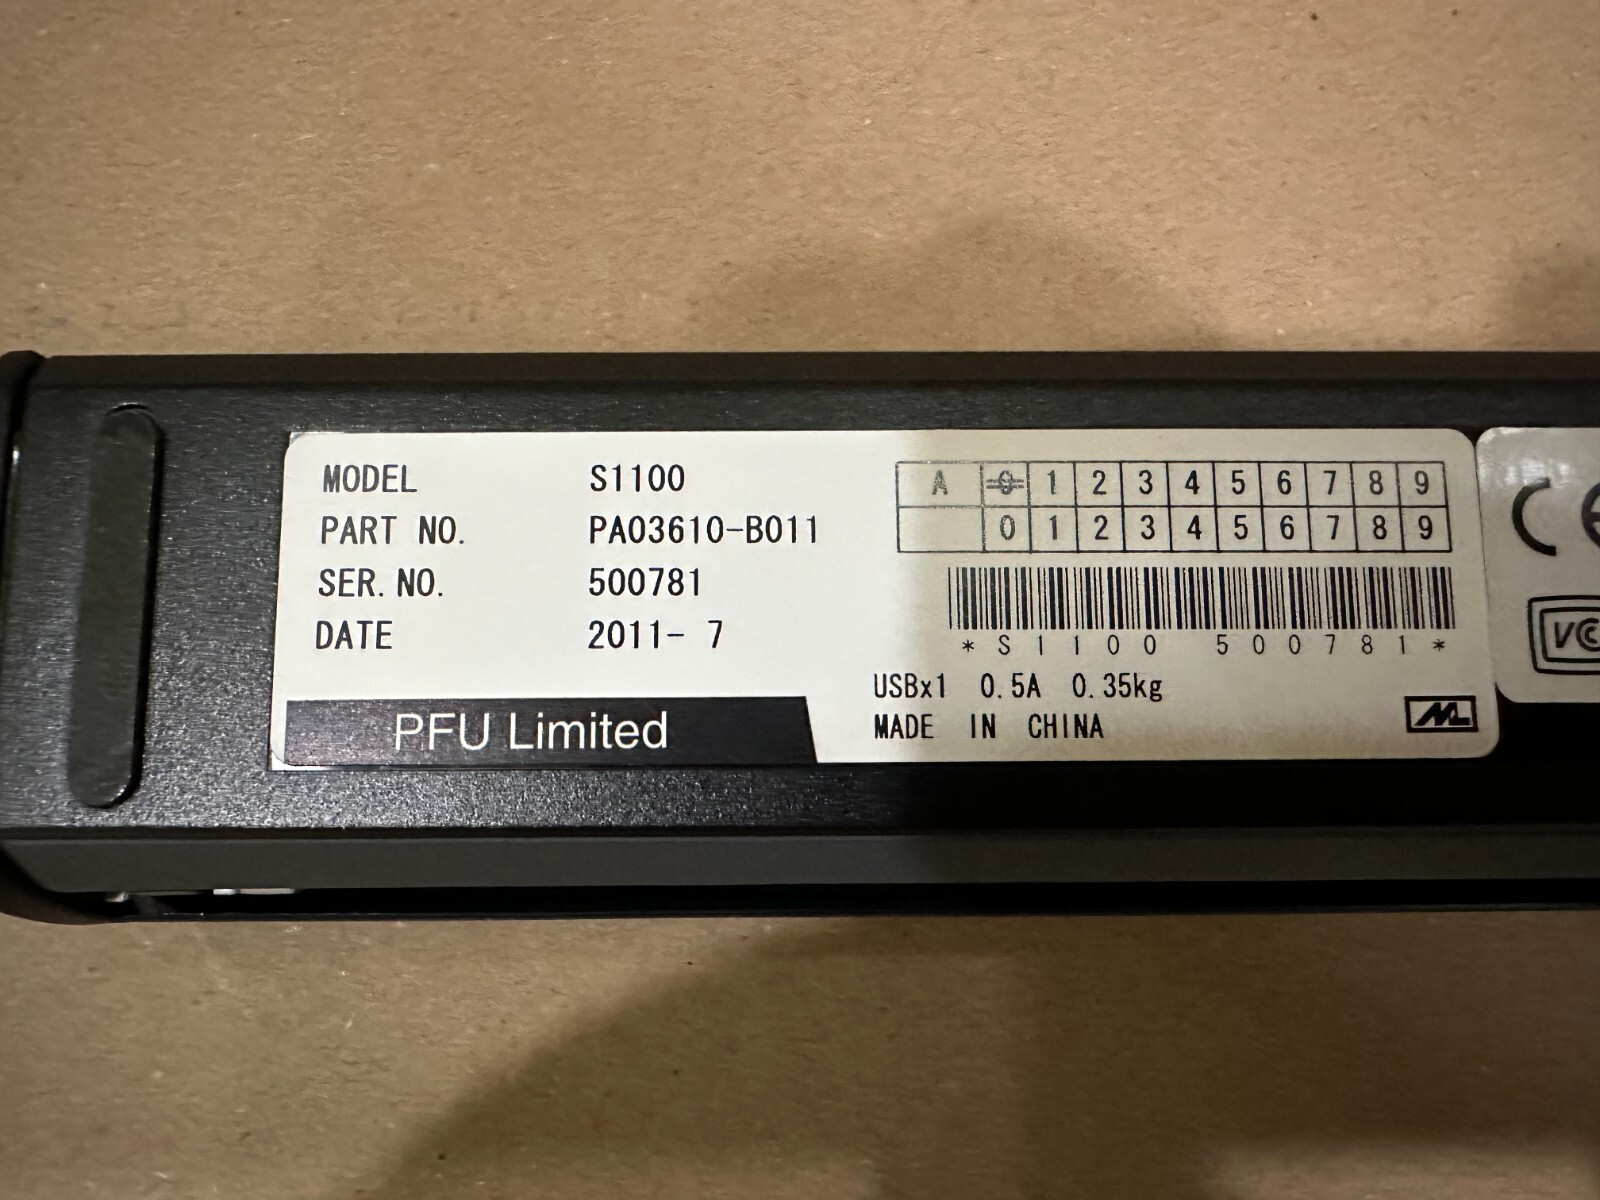 MODEL S1100
PART NO. PA03610-B011
SER. NO. 500781
DATE 2011- 7
PFU Limited
A 0 1 2 3 4 5 6 7 8 9
0 1 2 3 4 5 6 7 8 9
*S1100 500781*
USBx1 0.5A 0.35kg
MADE IN CHINA
CE
VC